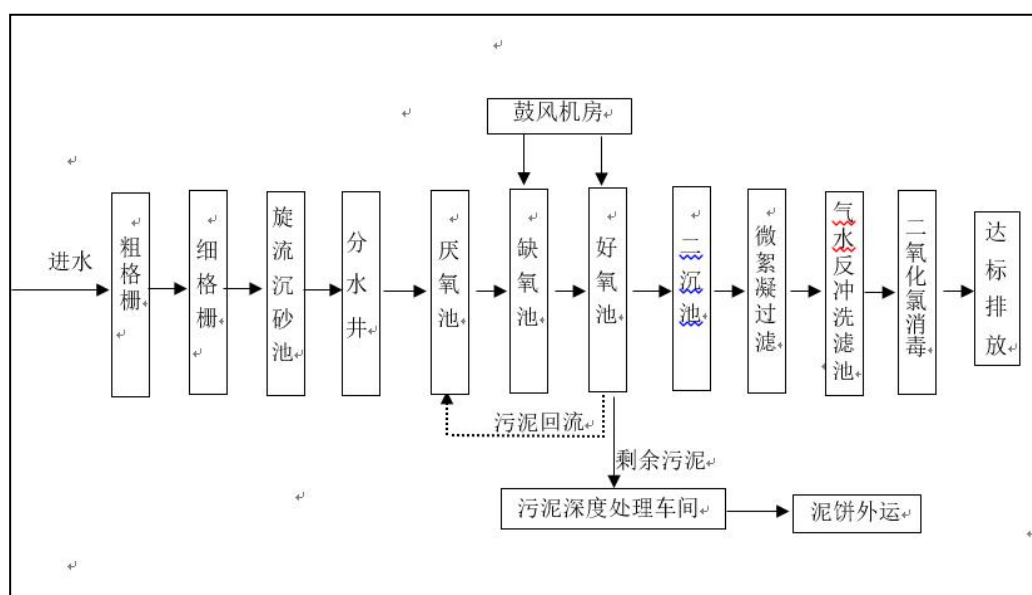 鼓风机房
进水
粗格栅
细格栅
旋流沉砂池
分水井
厌氧池
缺氧池
好氧池
二沉池
微絮凝过滤
气水反冲洗滤池
二氧化氯消毒
达标排放
污泥回流
剩余污泥
污泥深度处理车间
泥饼外运